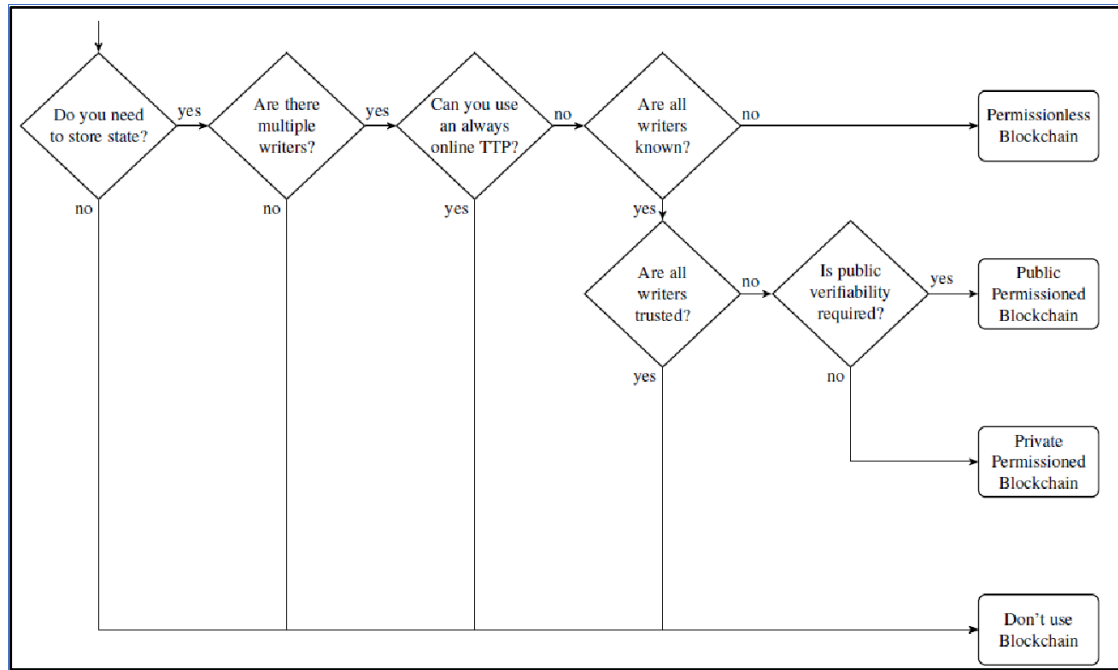 Do you need
to store state?
yes
Are there
multiple
writers?
yes
Can you use
an always
online TTP?
no
Are all
writers
known?
no
Permissionless
Blockchain
no
no
yes
yes
Are all
writers
trusted?
no
Is public
verifiability
required?
yes
Public
Permissioned
Blockchain
yes
no
Private
Permissioned
Blockchain
Don't use
Blockchain